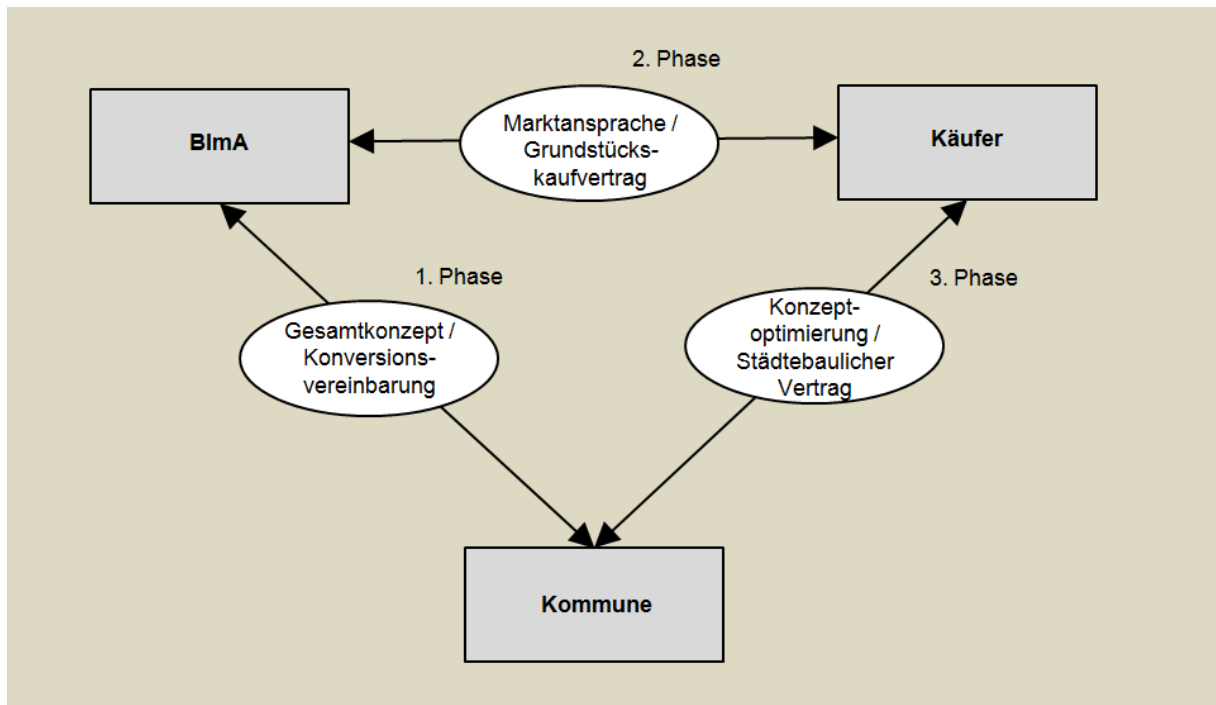 2. Phase
BImA
Marktansprache /
Grundstücks-
kaufvertrag
Käufer
1. Phase
3. Phase
Gesamtkonzept /
Konversions-
vereinbarung
Konzept-
optimierung /
Städtebaulicher
Vertrag
Kommune